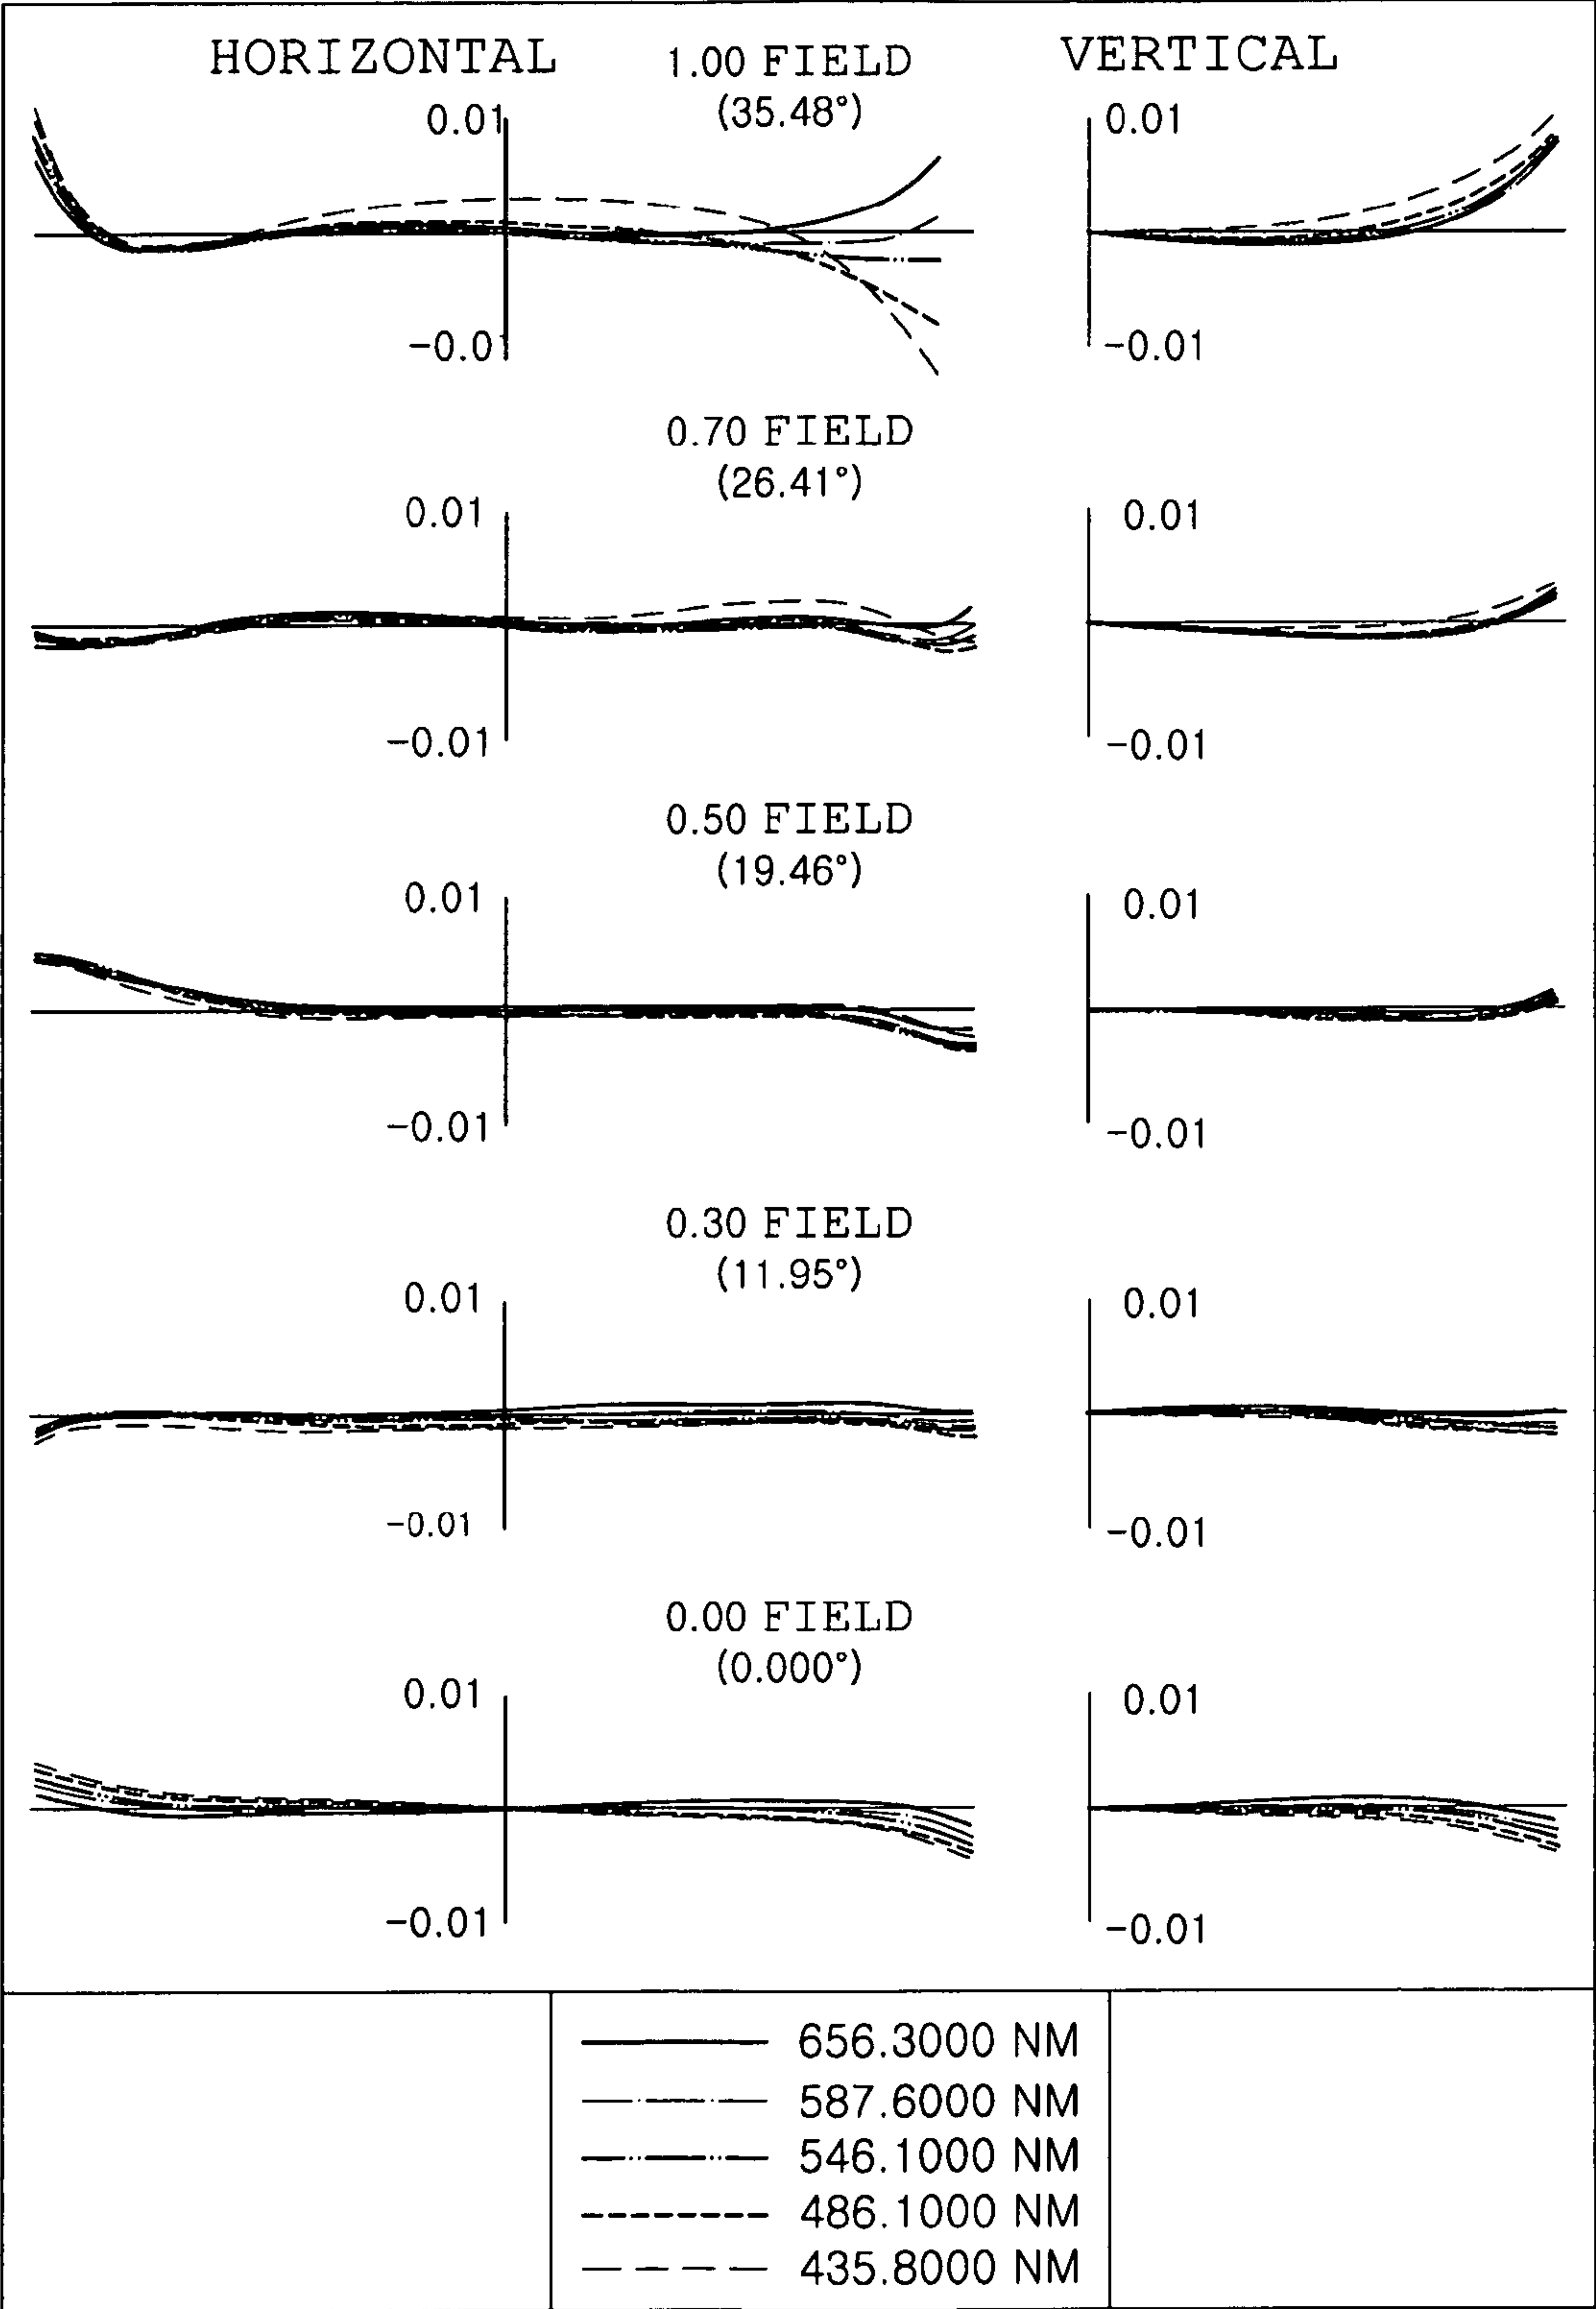 HORIZONTAL 1.00 FIELD VERTICAL
(35.48°)
0.01 0.01
-0.01 -0.01
0.70 FIELD
(26.41°)
0.01 0.01
-0.01 -0.01
0.50 FIELD
(19.46°)
0.01 0.01
-0.01 -0.01
0.30 FIELD
(11.95°)
0.01 0.01
-0.01 -0.01
0.00 FIELD
(0.000°)
0.01 0.01
-0.01 -0.01
656.3000 NM
587.6000 NM
546.1000 NM
486.1000 NM
435.8000 NM